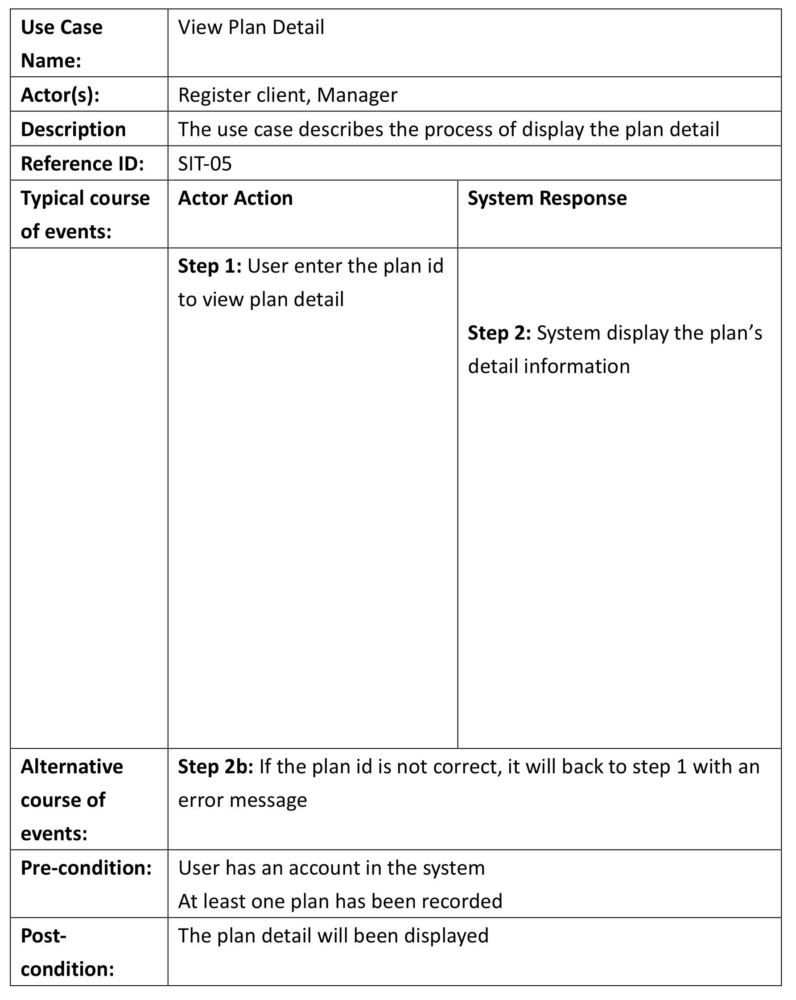 Use Case
Name:
View Plan Detail
Actor(s):
Register client, Manager
Description
The use case describes the process of display the plan detail
Reference ID:
SIT-05
Typical course
of events:
Actor Action
System Response
Step 1: User enter the plan id
to view plan detail
Step 2: System display the plan’s
detail information
Alternative
course of
events:
Step 2b: If the plan id is not correct, it will back to step 1 with an
error message
Pre-condition:
User has an account in the system
At least one plan has been recorded
Post-
condition:
The plan detail will been displayed